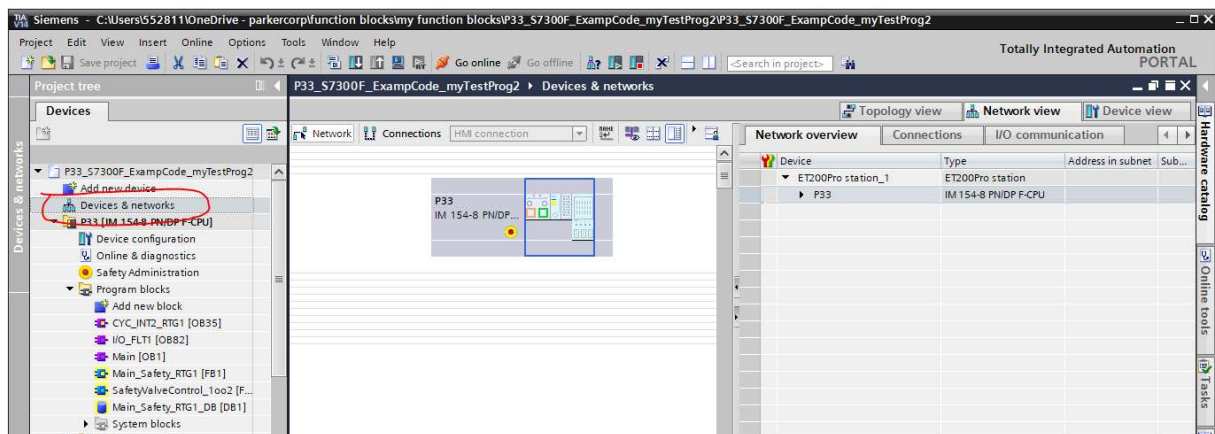 TIA V14 Siemens - C:\Users\552811\OneDrive - parkercorp\function blocks\my function blocks\P33_S7300F_ExampCode_myTestProg2\P33_S7300F_ExampCode_myTestProg2
Project Edit View Insert Online Options Tools Window Help
Totally Integrated Automation
PORTAL
Save project Go online Go offline <Search in project>
Project tree
P33_S7300F_ExampCode_myTestProg2 Devices & networks
Devices
Topology view Network view Device view
Network Connections HMI connection
Network overview Connections I/O communication
Device Type Address in subnet Sub...
ET200Pro station_1 ET200Pro station
P33 IM 154-8 PN/DP F-CPU
P33_S7300F_ExampCode_myTestProg2
Add new device
Devices & networks
P33 [IM 154-8 PN/DP F-CPU]
Device configuration
Online & diagnostics
Safety Administration
Program blocks
Add new block
CYC_INT2_RTG1 [OB35]
I/O_FLT1 [OB82]
Main [OB1]
Main_Safety_RTG1 [FB1]
SafetyValveControl_1oo2 [F...
Main_Safety_RTG1_DB [DB1]
System blocks
P33
IM 154-8 PN/DP...
Devices & networks
Hardware catalog
Online tools
Tasks